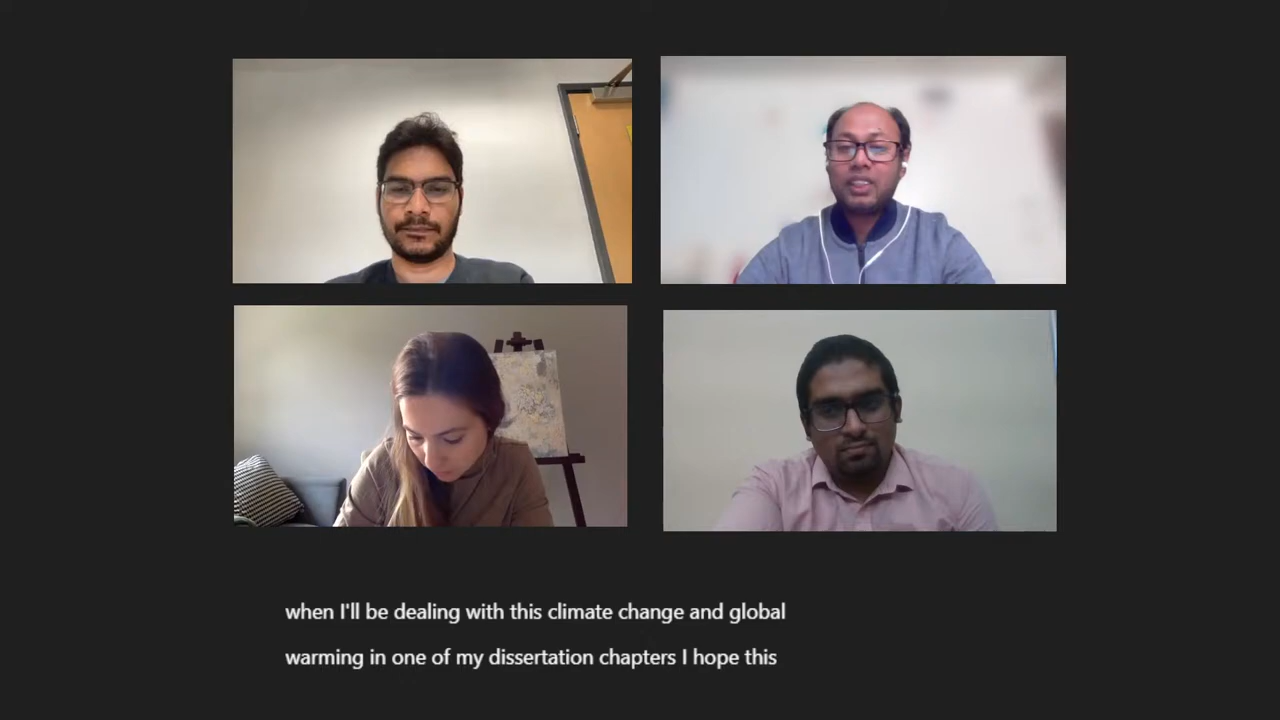 when I'll be dealing with this climate change and global
warming in one of my dissertation chapters I hope this